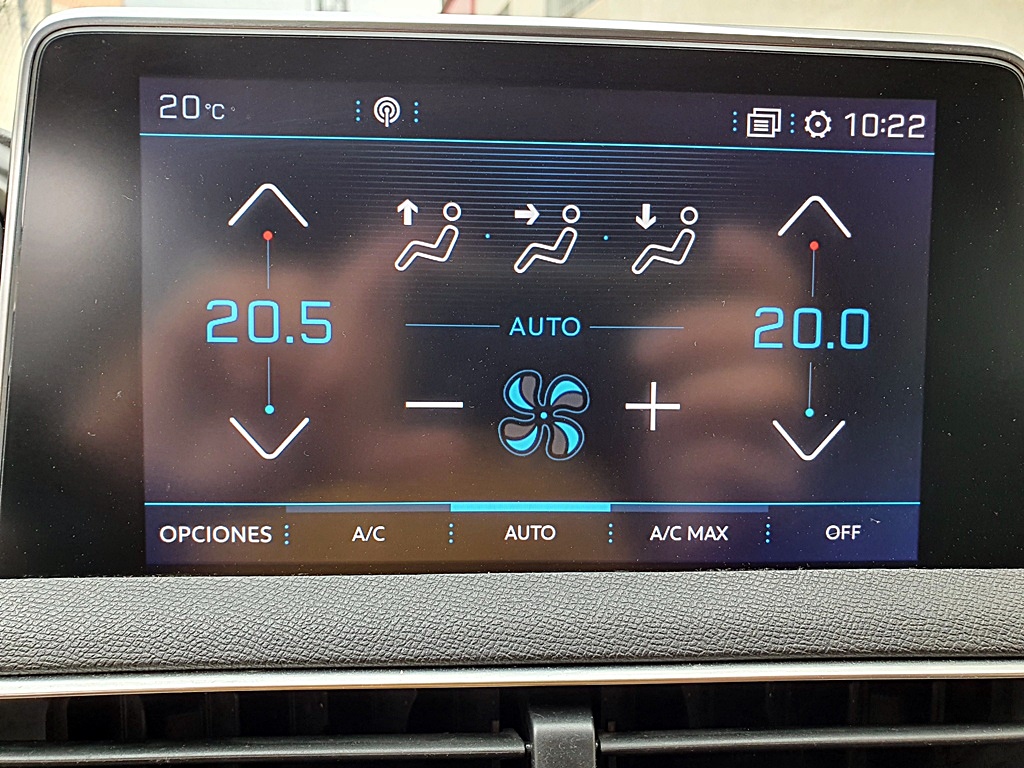 20°C
10:22
20.5
20.0
AUTO
OPCIONES
A/C
AUTO
A/C MAX
OFF